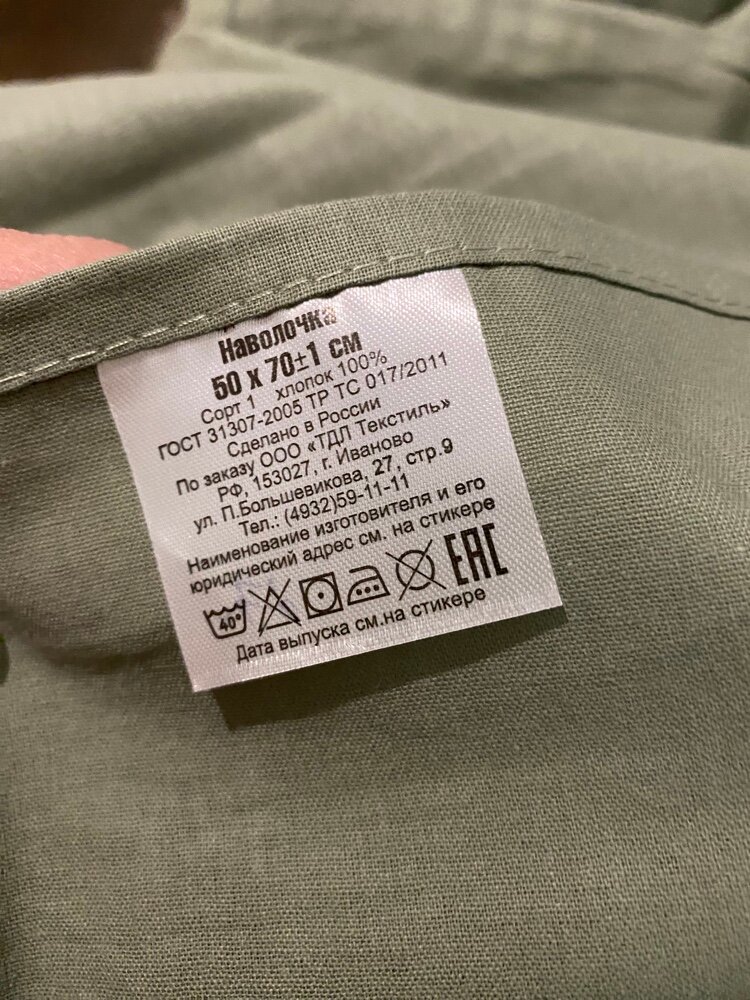 Наволочка
50 х 70±1 см
Сорт 1 хлопок 100%
ГОСТ 31307-2005 ТР ТС 017/2011
Сделано в России
По заказу ООО «ТДЛ Текстиль»
РФ, 153027, г. Иваново
ул. П.Большевикова, 27, стр.9
Тел.: (4932)59-11-11
Наименование изготовителя и его
юридический адрес см. на стикере
40° EAC
Дата выпуска см.на стикере